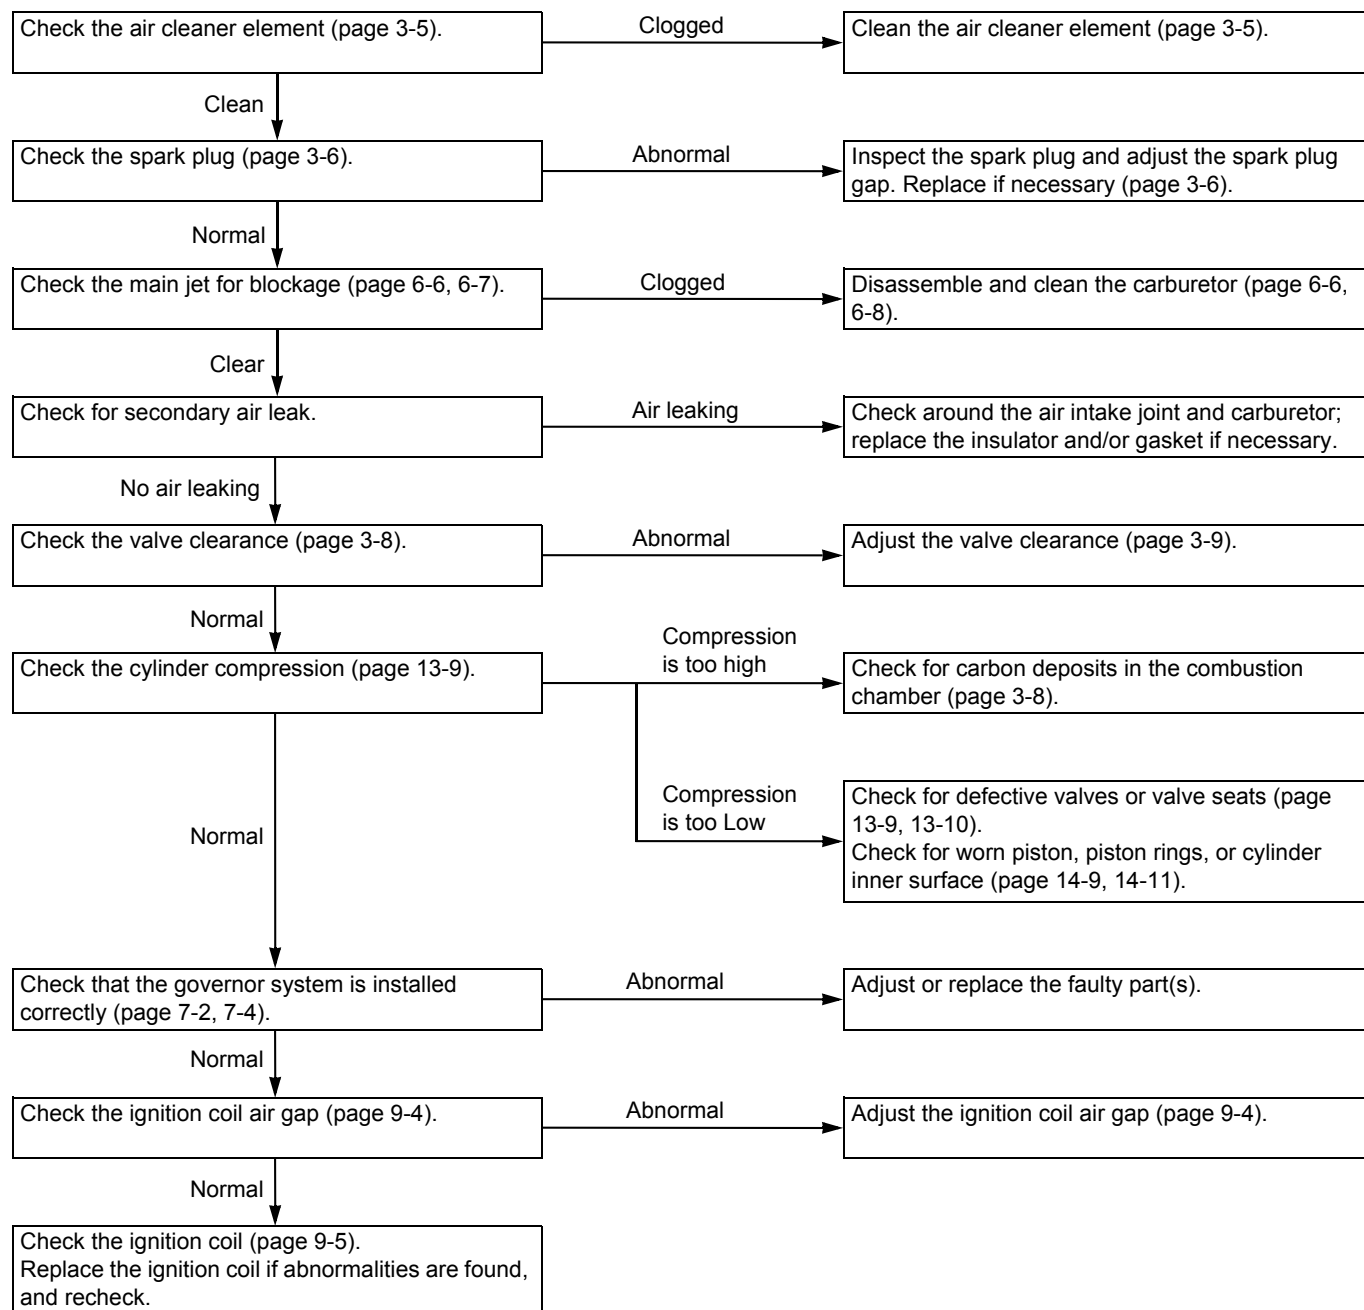 Check the air cleaner element (page 3-5).
Clogged
Clean the air cleaner element (page 3-5).
Clean
Check the spark plug (page 3-6).
Abnormal
Inspect the spark plug and adjust the spark plug
gap. Replace if necessary (page 3-6).
Normal
Check the main jet for blockage (page 6-6, 6-7).
Clogged
Disassemble and clean the carburetor (page 6-6,
6-8).
Clear
Check for secondary air leak.
Air leaking
Check around the air intake joint and carburetor;
replace the insulator and/or gasket if necessary.
No air leaking
Check the valve clearance (page 3-8).
Abnormal
Adjust the valve clearance (page 3-9).
Normal
Check the cylinder compression (page 13-9).
Compression
is too high
Check for carbon deposits in the combustion
chamber (page 3-8).
Compression
is too Low
Check for defective valves or valve seats (page
13-9, 13-10).
Check for worn piston, piston rings, or cylinder
inner surface (page 14-9, 14-11).
Normal
Check that the governor system is installed
correctly (page 7-2, 7-4).
Abnormal
Adjust or replace the faulty part(s).
Normal
Check the ignition coil air gap (page 9-4).
Abnormal
Adjust the ignition coil air gap (page 9-4).
Normal
Check the ignition coil (page 9-5).
Replace the ignition coil if abnormalities are found,
and recheck.